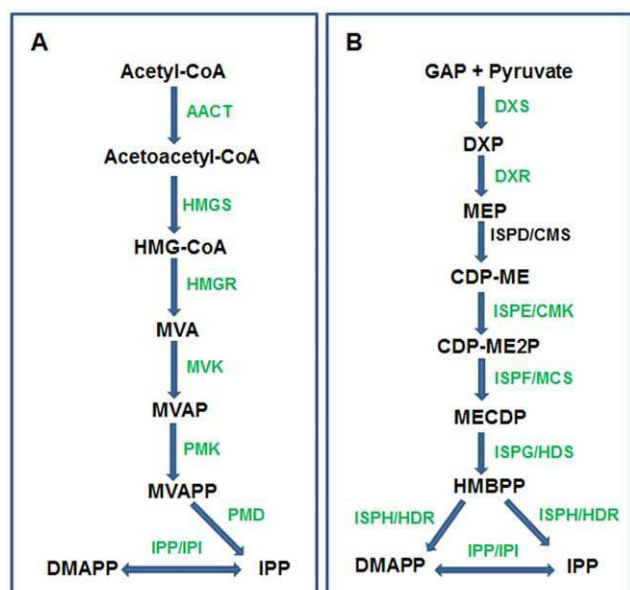 A
Acetyl-CoA
AACT
Acetoacetyl-CoA
HMGS
HMG-CoA
HMGR
MVA
MVK
MVAP
PMK
MVAPP
PMD
IPP/IPI
DMAPP
IPP
B
GAP + Pyruvate
DXS
DXP
DXR
MEP
ISPD/CMS
CDP-ME
ISPE/CMK
CDP-ME2P
ISPF/MCS
MECDP
ISPG/HDS
HMBPP
ISPH/HDR
ISPH/HDR
IPP/IPI
DMAPP
IPP